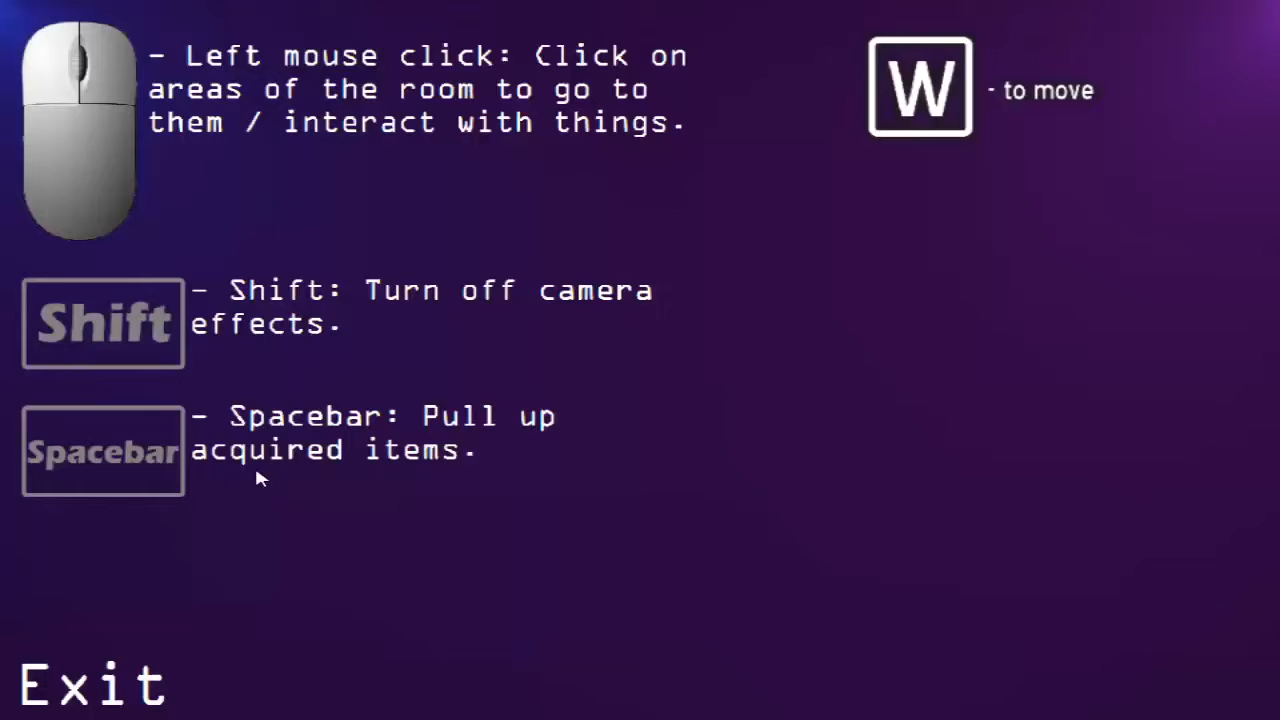 - Left mouse click: Click on
areas of the room to go to
them / interact with things.
W - to move
Shift - Shift: Turn off camera
effects.
Spacebar - Spacebar: Pull up
acquired items.
Exit